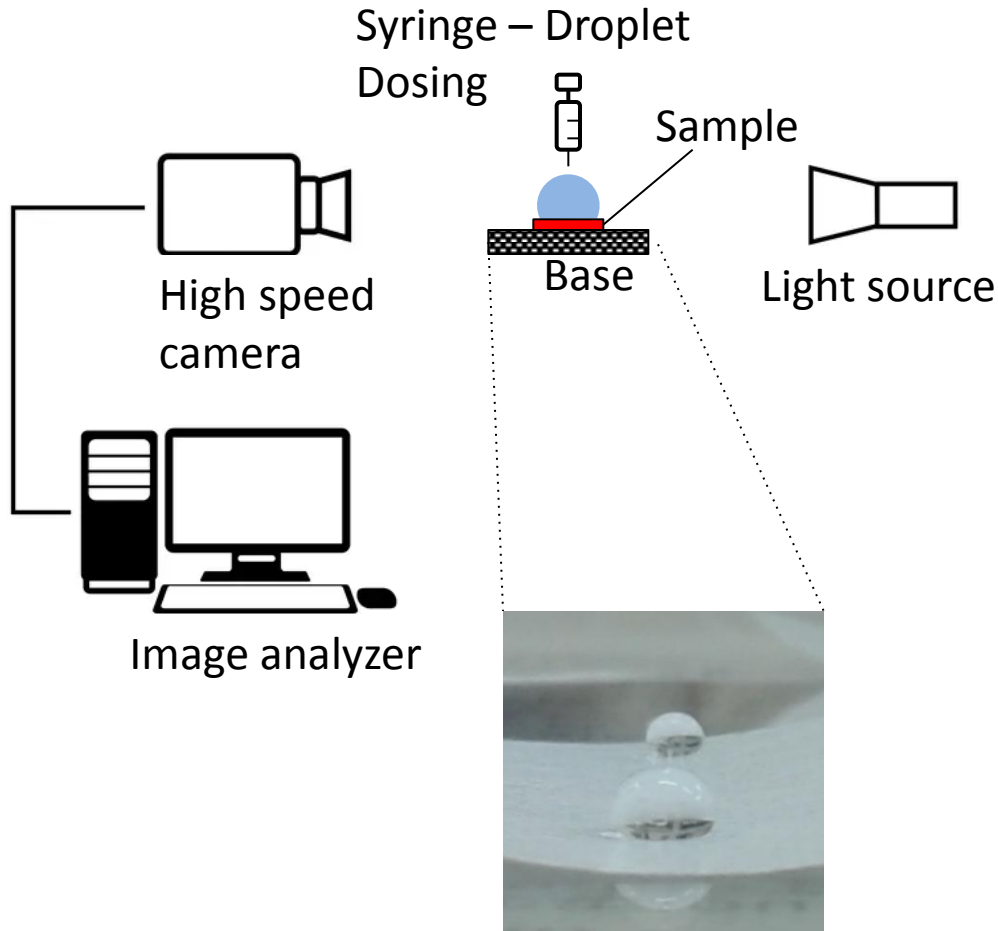 Syringe – Droplet
Dosing
Sample
Base
High speed
camera
Light source
Image analyzer